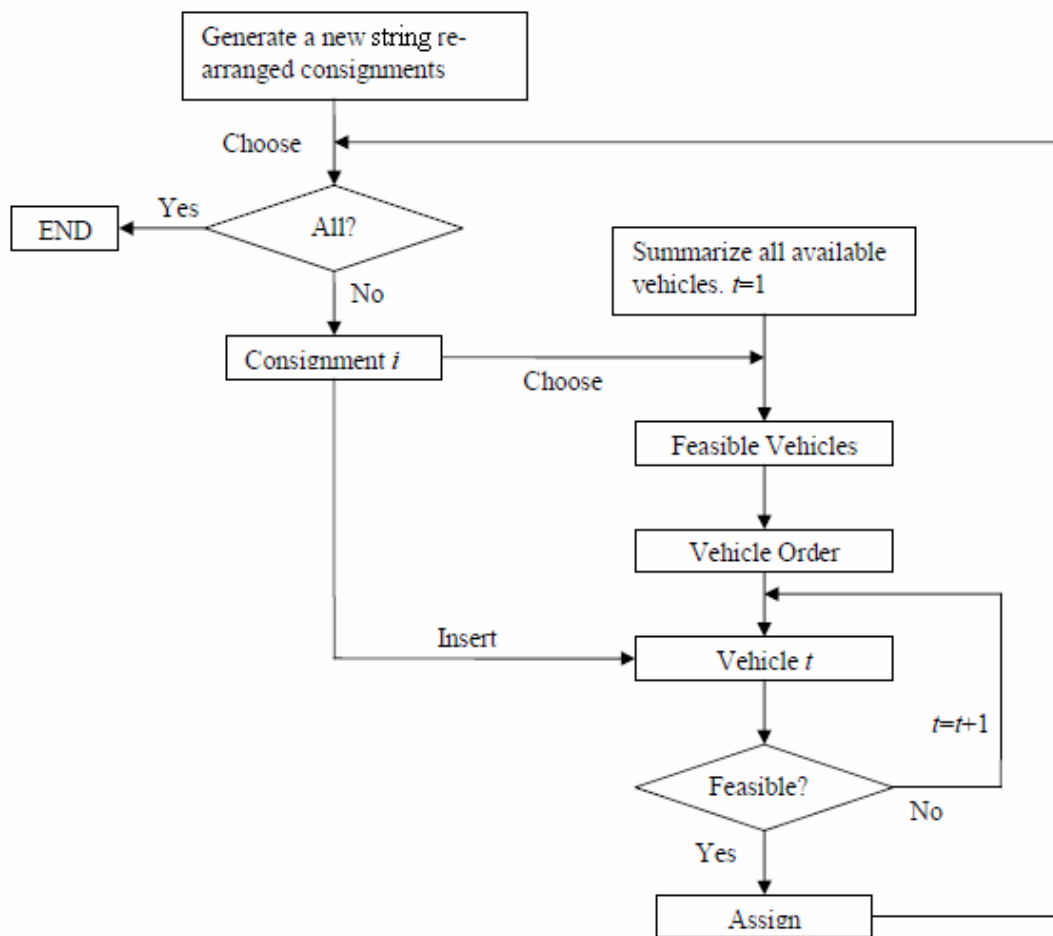 Generate a new string re-
arranged consignments
Choose
Yes
END
All?
No
Summarize all available
vehicles. t=1
Consignment i
Choose
Feasible Vehicles
Vehicle Order
Insert
Vehicle t
t=t+1
Feasible?
No
Yes
Assign